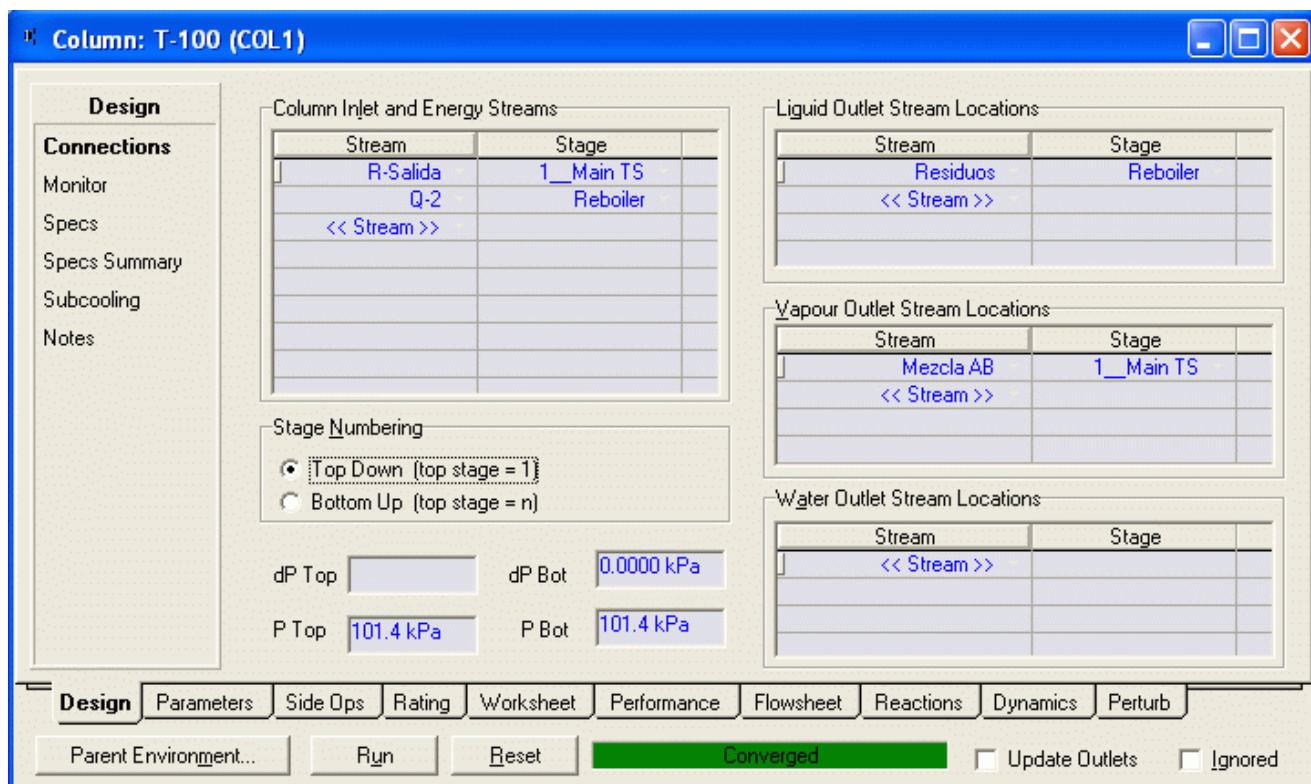 Column: T-100 (COL1)
Design
Connections
Monitor
Specs
Specs Summary
Subcooling
Notes
Column Inlet and Energy Streams
Stream Stage
R-Salida 1__Main TS
Q-2 Reboiler
<< Stream >>
Stage Numbering
Top Down (top stage = 1)
Bottom Up (top stage = n)
dP Top dP Bot 0.0000 kPa
P Top 101.4 kPa P Bot 101.4 kPa
Liquid Outlet Stream Locations
Stream Stage
Residuos Reboiler
<< Stream >>
Vapour Outlet Stream Locations
Stream Stage
Mezcla AB 1__Main TS
<< Stream >>
Water Outlet Stream Locations
Stream Stage
<< Stream >>
Design Parameters Side Ops Rating Worksheet Performance Flowsheet Reactions Dynamics Perturb
Parent Environment... Run Reset Converged Update Outlets Ignored